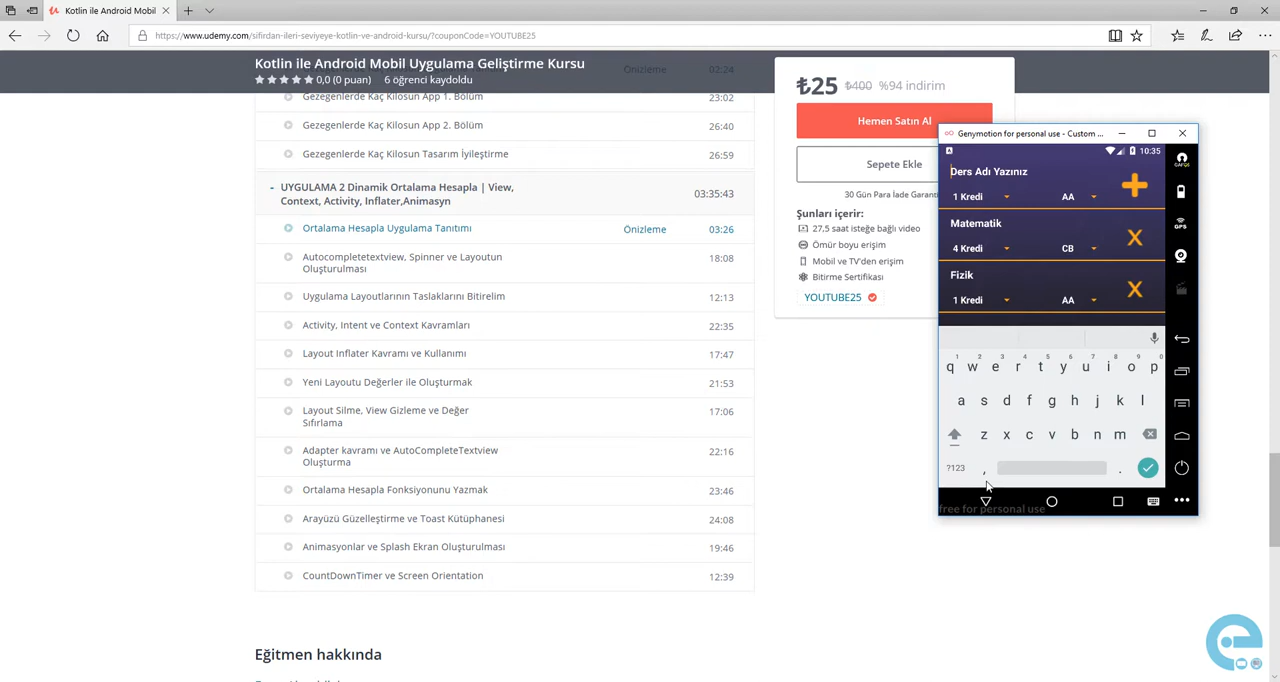 Kotlin ile Android Mobil
https://www.udemy.com/sifirdan-ileri-seviyeye-kotlin-ve-android-kursu/?couponCode=YOUTUBE25
Kotlin ile Android Mobil Uygulama Geliştirme Kursu
0,0 (0 puan) 6 öğrenci kaydoldu
Önizleme 02:24
Gezegenlerde Kaç Kilosun App 1. Bölüm 23:02
Gezegenlerde Kaç Kilosun App 2. Bölüm 26:40
Gezegenlerde Kaç Kilosun Tasarım İyileştirme 26:59
- UYGULAMA 2 Dinamik Ortalama Hesapla | View,
Context, Activity, Inflater,Animasyn 03:35:43
Ortalama Hesapla Uygulama Tanıtımı Önizleme 03:26
Autocompletetextview, Spinner ve Layoutun
Oluşturulması 18:08
Uygulama Layoutlarının Taslaklarını Bitirelim 12:13
Activity, Intent ve Context Kavramları 22:35
Layout Inflater Kavramı ve Kullanımı 17:47
Yeni Layoutu Değerler ile Oluşturmak 21:53
Layout Silme, View Gizleme ve Değer
Sıfırlama 17:06
Adapter kavramı ve AutoCompleteTextview
Oluşturma 22:16
Ortalama Hesapla Fonksiyonunu Yazmak 23:46
Arayüzü Güzelleştirme ve Toast Kütüphanesi 24:08
Animasyonlar ve Splash Ekran Oluşturulması 19:46
CountDownTimer ve Screen Orientation 12:39
Eğitmen hakkında
₺25 ₺400 %94 indirim
Hemen Satın Al
Sepete Ekle
30 Gün Para İade Garanti
Şunları içerir:
27,5 saat isteğe bağlı video
Ömür boyu erişim
Mobil ve TV'den erişim
Bitirme Sertifikası
YOUTUBE25
Genymotion for personal use - Custom ...
10:35
Ders Adı Yazınız
1 Kredi AA
Matematik
4 Kredi CB X
Fizik
1 Kredi AA X
1 2 3 4 5 6 7 8 9 0
q w e r t y u i o p
a s d f g h j k l
z x c v b n m
?123 , .
free for personal use
GPS